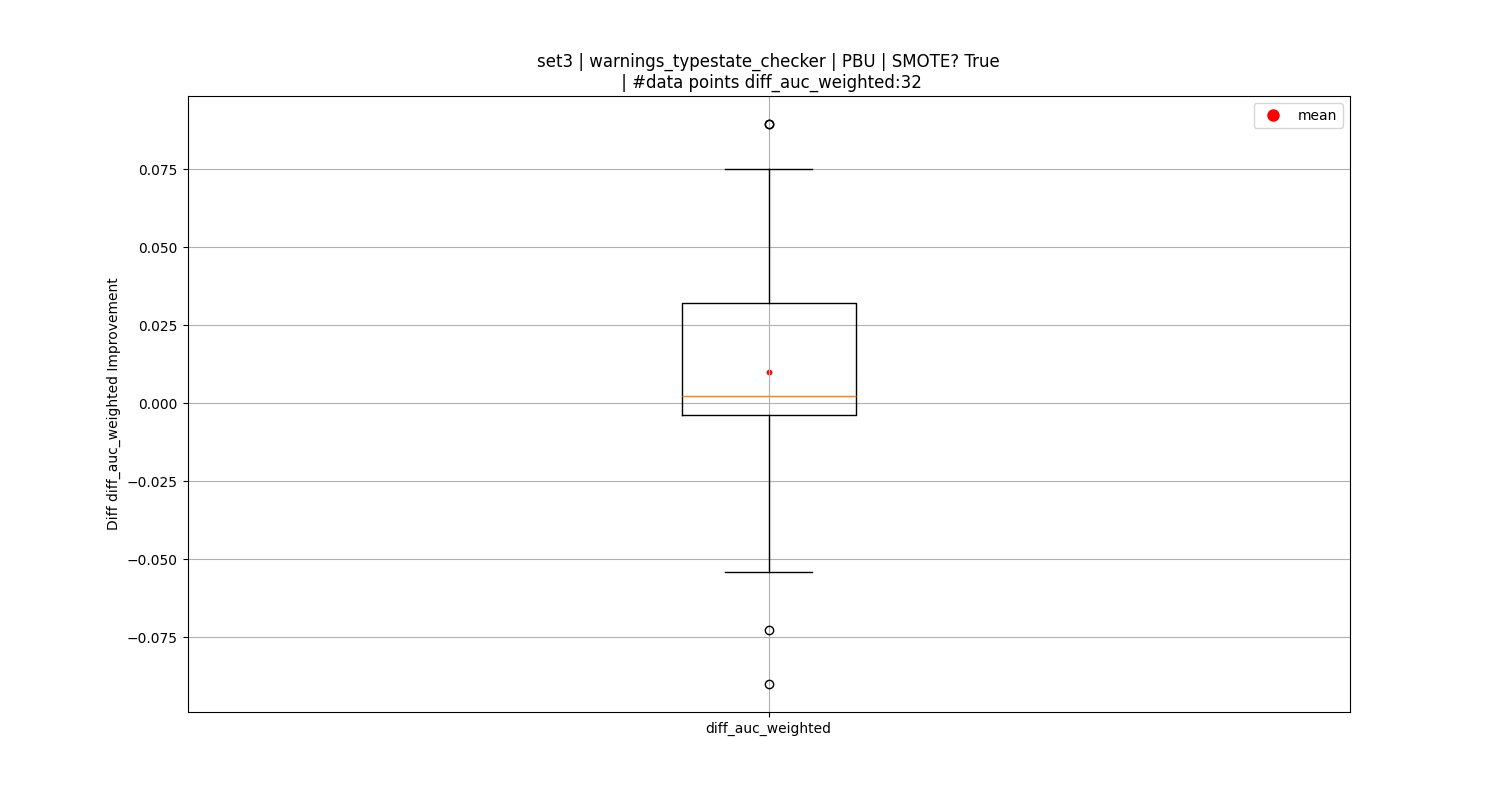 set3 | warnings_typestate_checker | PBU | SMOTE? True
| #data points diff_auc_weighted:32
mean
0.075
0.050
0.025
0.000
−0.025
−0.050
−0.075
Diff diff_auc_weighted Improvement
diff_auc_weighted